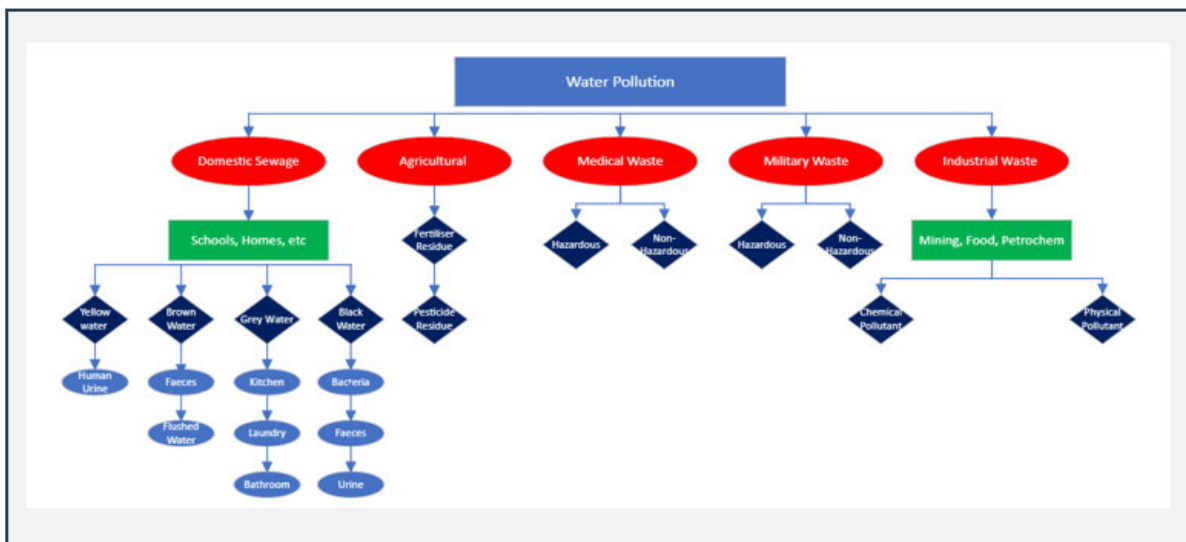 Water Pollution
Domestic Sewage
Agricultural
Medical Waste
Military Waste
Industrial Waste
Schools, Homes, etc
Fertiliser
Residue
Hazardous
Non-
Hazardous
Hazardous
Non-
Hazardous
Mining, Food, Petrochem
Yellow
water
Brown
Water
Grey Water
Black
Water
Pesticide
Residue
Chemical
Pollutant
Physical
Pollutant
Human
Urine
Faeces
Kitchen
Bacteria
Flushed
Water
Laundry
Faeces
Bathroom
Urine